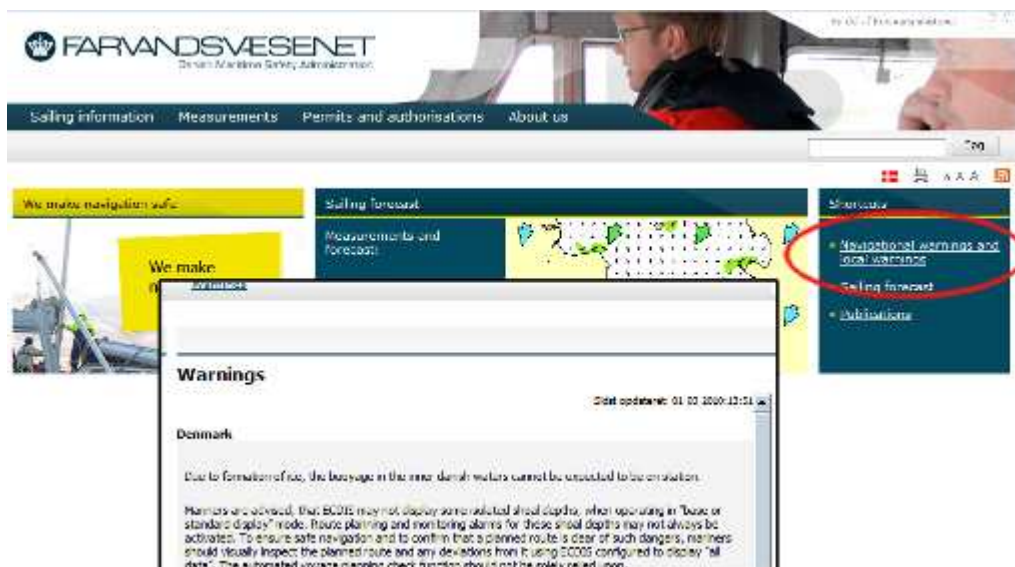 FARVANDSVÆSENET
Danish Maritime Safety Administration
Sailing information Measurements Permits and authorisations About us
Søg
A A A
We make navigation safe
Sailing forecast
Shortcuts
Measurements and
forecast:
Navigational warnings and
local warnings
Sailing forecast
Publications
We make
Warnings
Sidst opdateret: 01 03 2010:13:51
Denmark
Due to formation of ice, the buoyage in the inner danish waters cannot be expected to be on station.
Mariners are advised, that ECDIS may not display some isolated shoal depths, when operating in "base or
standard display" mode. Route planning and monitoring alarms for these shoal depths may not always be
activated. To ensure safe navigation and to confirm that a planned route is clear of such dangers, mariners
should visually inspect the planned route and any deviations from it using ECDIS configured to display "all
data". The automated voyage planning check function should not be solely relied upon.